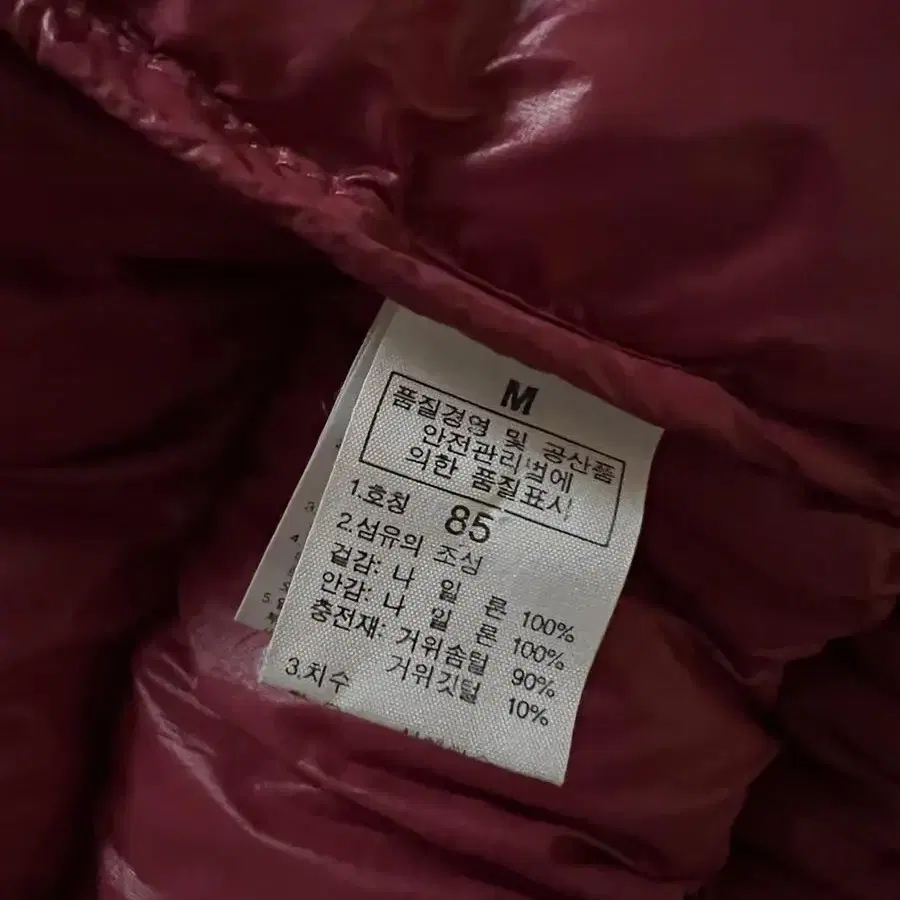 M
품질경영 및 공산품
안전관리법에
의한 품질표시
1.호칭 85
2.섬유의 조성
겉감: 나 일 론 100%
안감: 나 일 론 100%
충전재: 거위솜털 90%
거위깃털 10%
3.치수